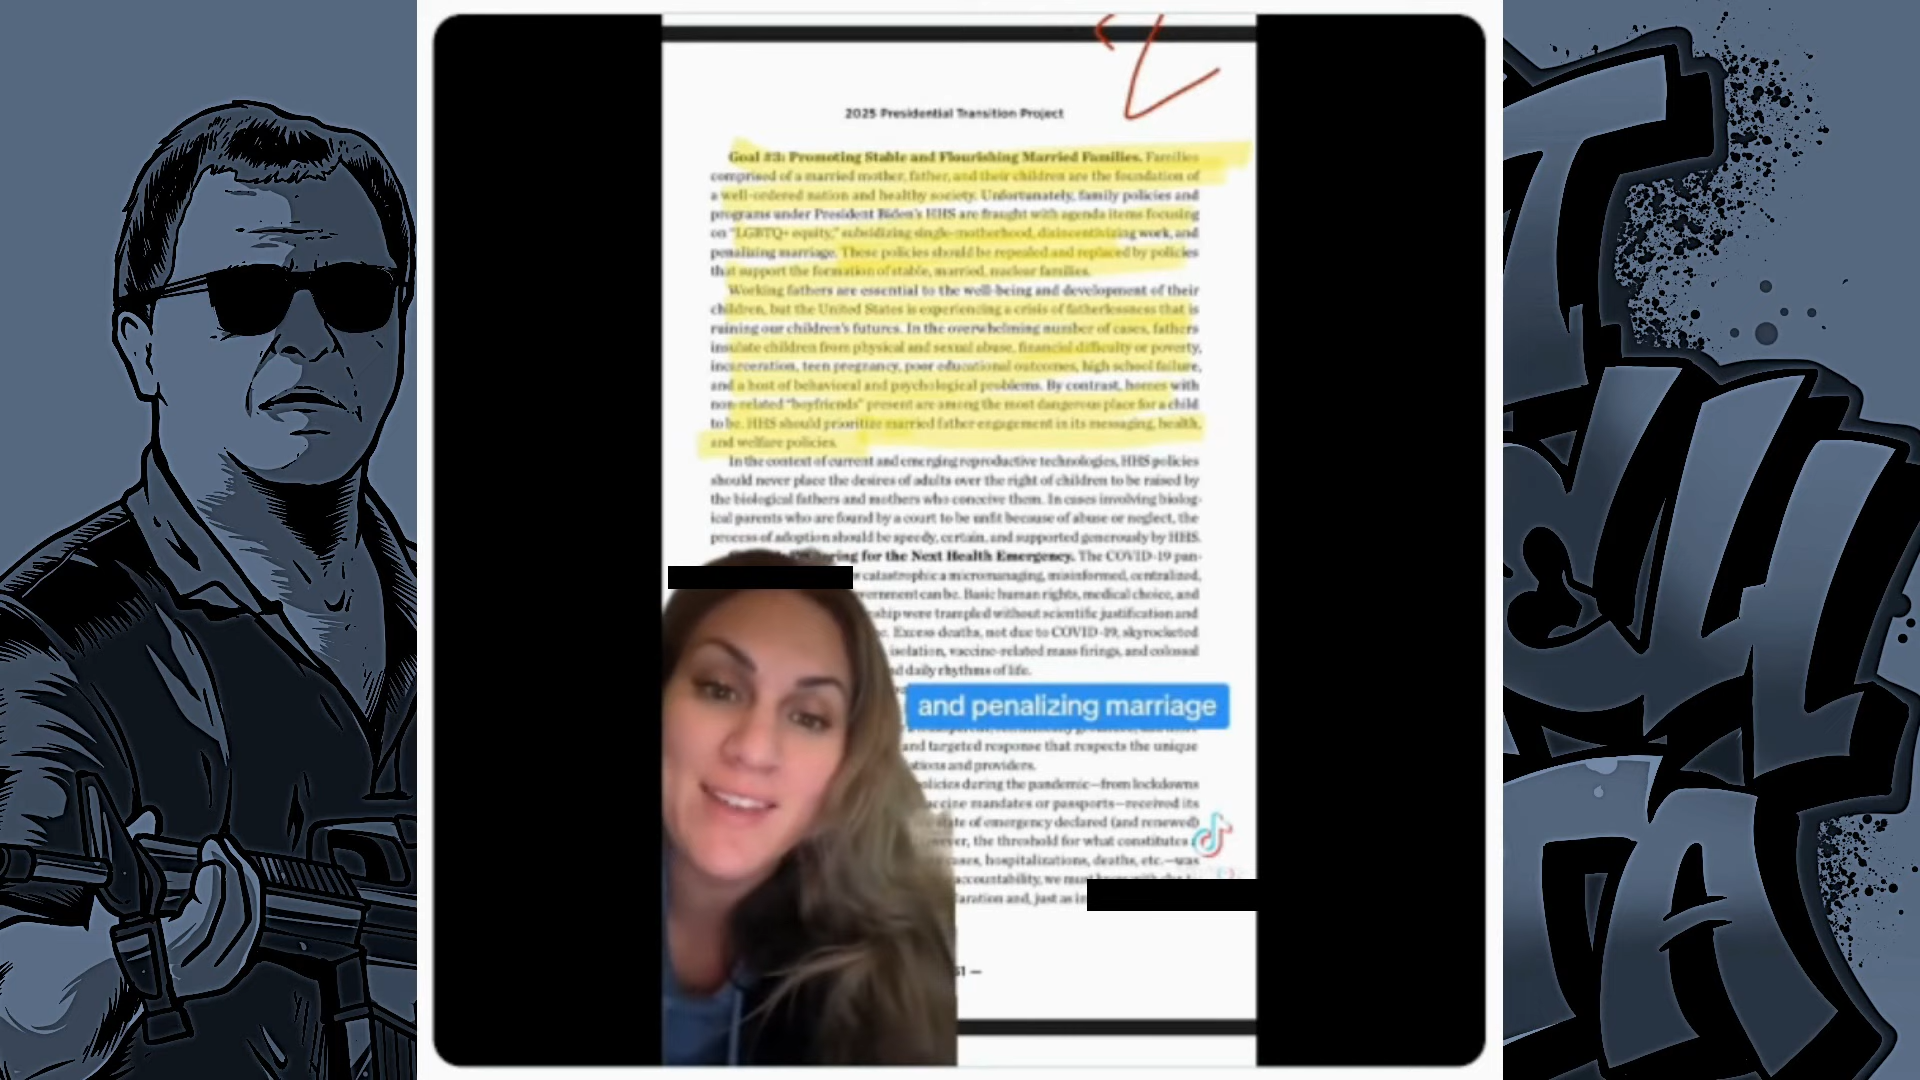 2025 Presidential Transition Project
Goal #3: Promoting Stable and Flourishing Married Families. Families
comprised of a married mother, father, and their children are the foundation of
a well-ordered nation and healthy society. Unfortunately, family policies and
programs under President Biden's HHS are fraught with agenda items focusing
on "LGBTQ+ equity," subsidizing single-motherhood, disincentivizing work, and
penalizing marriage. These policies should be repealed and replaced by policies
that support the formation of stable, married, nuclear families.
Working fathers are essential to the well-being and development of their
children, but the United States is experiencing a crisis of fatherlessness that is
ruining our children's futures. In the overwhelming number of cases, fathers
insulate children from physical and sexual abuse, financial difficulty or poverty,
incarceration, teen pregnancy, poor educational outcomes, high school failure,
and a host of behavioral and psychological problems. By contrast, homes with
non-related "boyfriends" present are among the most dangerous place for a child
to be. HHS should prioritize married father engagement in its messaging, health,
and welfare policies.
In the context of current and emerging reproductive technologies, HHS policies
should never place the desires of adults over the right of children to be raised by
the biological fathers and mothers who conceive them. In cases involving biolog-
ical parents who are found by a court to be unfit because of abuse or neglect, the
process of adoption should be speedy, certain, and supported generously by HHS.
ring for the Next Health Emergency. The COVID-19 pan-
catastrophic a micromanaging, misinformed, centralized,
vernment can be. Basic human rights, medical choice, and
ship were trampled without scientific justification and
e. Excess deaths, not due to COVID-19, skyrocketed
isolation, vaccine-related mass firings, and colossal
d daily rhythms of life.
and penalizing marriage
and targeted response that respects the unique
ations and providers.
olicies during the pandemic—from lockdowns
accine mandates or passports—received its
state of emergency declared (and renewed)
ever, the threshold for what constitutes
cases, hospitalizations, deaths, etc.—was
accountability, we must
laration and, just as in
51 —